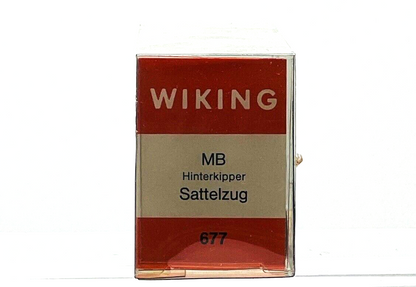 WIKING
MB
Hinterkipper
Sattelzug
677